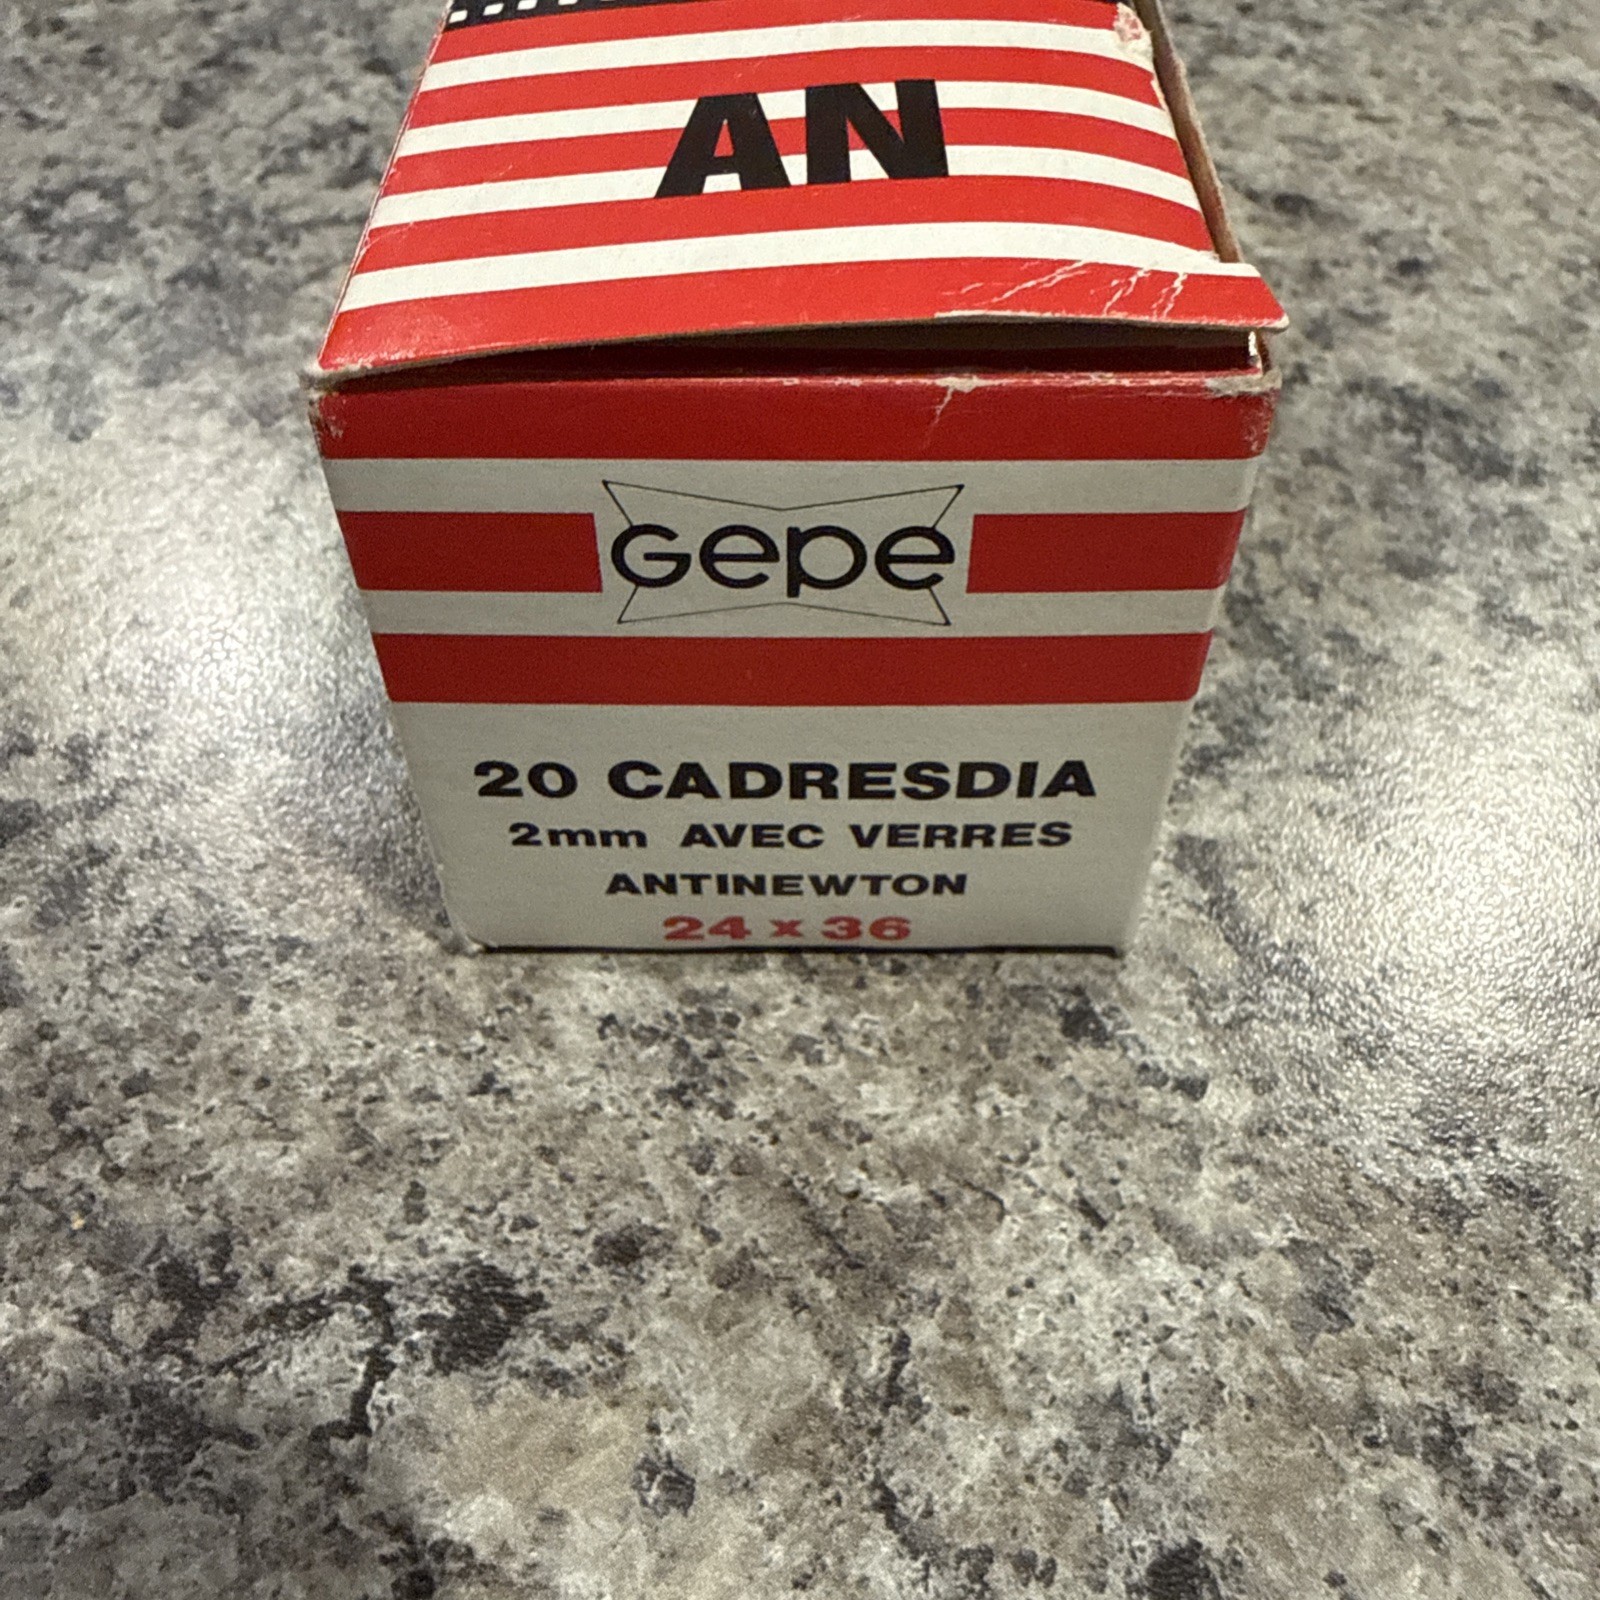 AN
GePe
20 CADRESDIA
2mm AVEC VERRES
ANTINEWTON
24 x 36